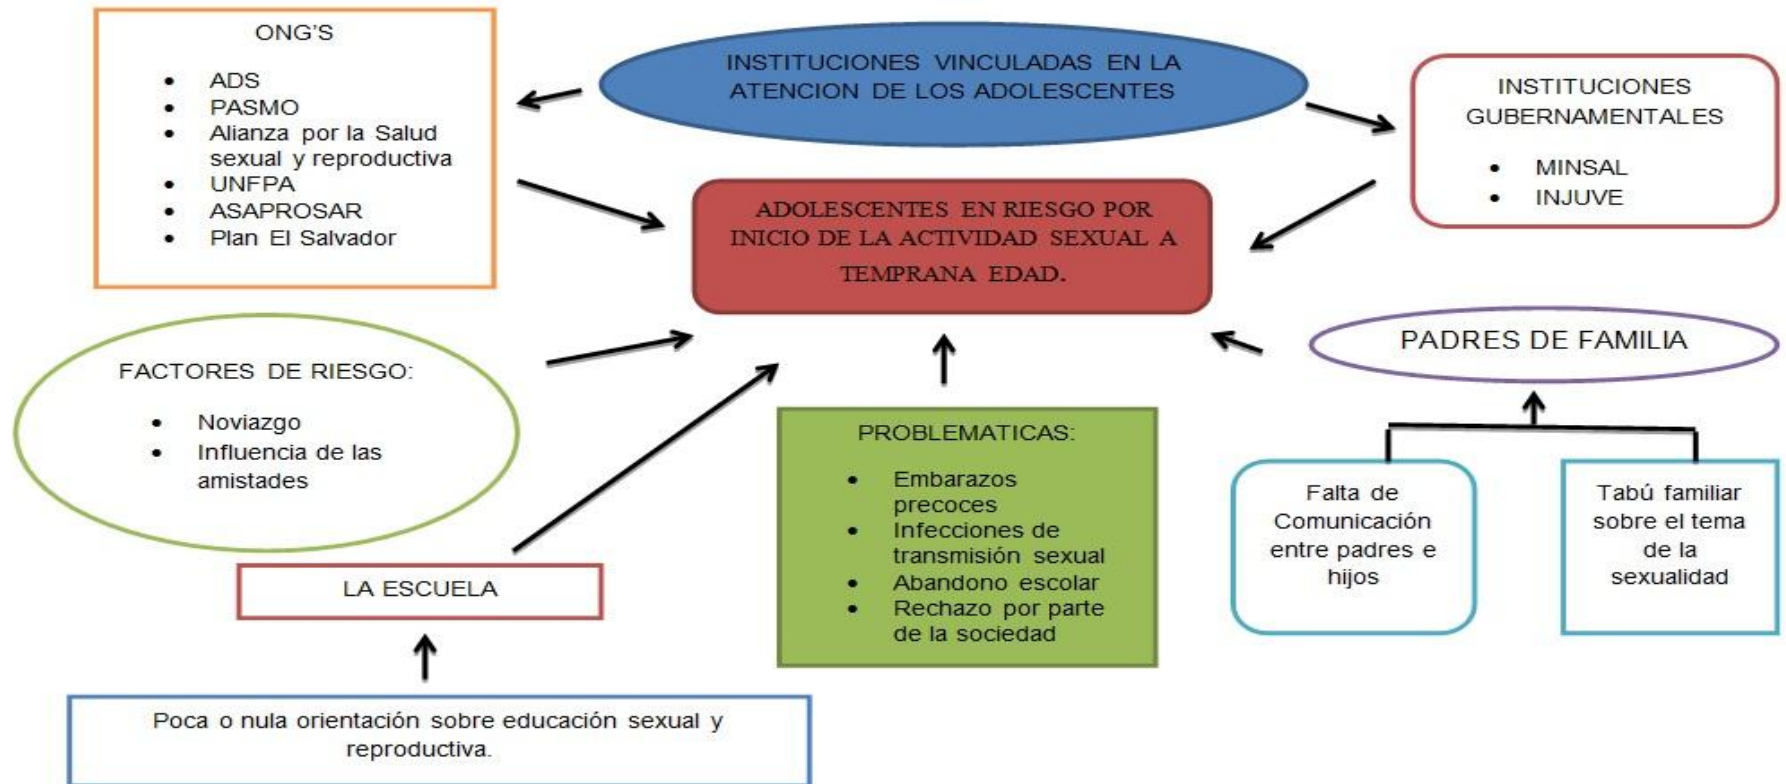 ONG'S
• ADS
• PASMO
• Alianza por la Salud
sexual y reproductiva
• UNFPA
• ASAPROSAR
• Plan El Salvador
INSTITUCIONES VINCULADAS EN LA
ATENCION DE LOS ADOLESCENTES
INSTITUCIONES
GUBERNAMENTALES
• MINSAL
• INJUVE
ADOLESCENTES EN RIESGO POR
INICIO DE LA ACTIVIDAD SEXUAL A
TEMPRANA EDAD.
FACTORES DE RIESGO:
• Noviazgo
• Influencia de las
amistades
PADRES DE FAMILIA
PROBLEMATICAS:
• Embarazos
precoces
• Infecciones de
transmisión sexual
• Abandono escolar
• Rechazo por parte
de la sociedad
Falta de
Comunicación
entre padres e
hijos
Tabú familiar
sobre el tema
de la
sexualidad
LA ESCUELA
Poca o nula orientación sobre educación sexual y
reproductiva.